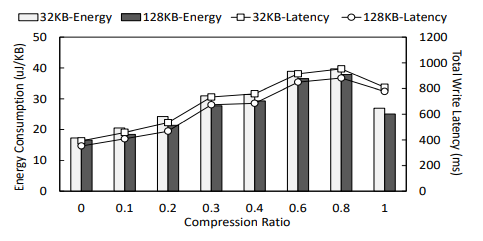 32KB-Energy 128KB-Energy 32KB-Latency 128KB-Latency
Energy Consumption (uJ/KB)
50
40
30
20
10
0
1200
1000
800
600
400
200
0
Total Write Latency (ms)
0 0.1 0.2 0.3 0.4 0.6 0.8 1
Compression Ratio